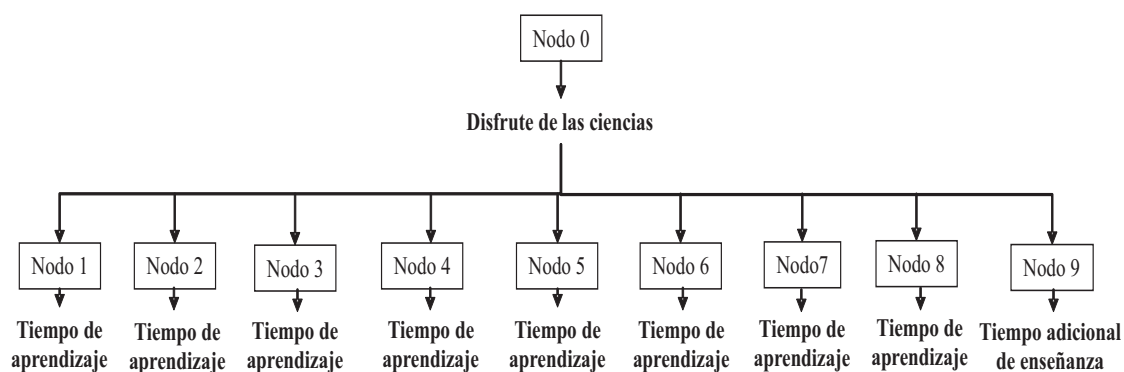 Nodo 0
Disfrute de las ciencias
Nodo 1
Nodo 2
Nodo 3
Nodo 4
Nodo 5
Nodo 6
Nodo7
Nodo 8
Nodo 9
Tiempo de
aprendizaje
Tiempo de
aprendizaje
Tiempo de
aprendizaje
Tiempo de
aprendizaje
Tiempo de
aprendizaje
Tiempo de
aprendizaje
Tiempo de
aprendizaje
Tiempo de
aprendizaje
Tiempo adicional
de enseñanza